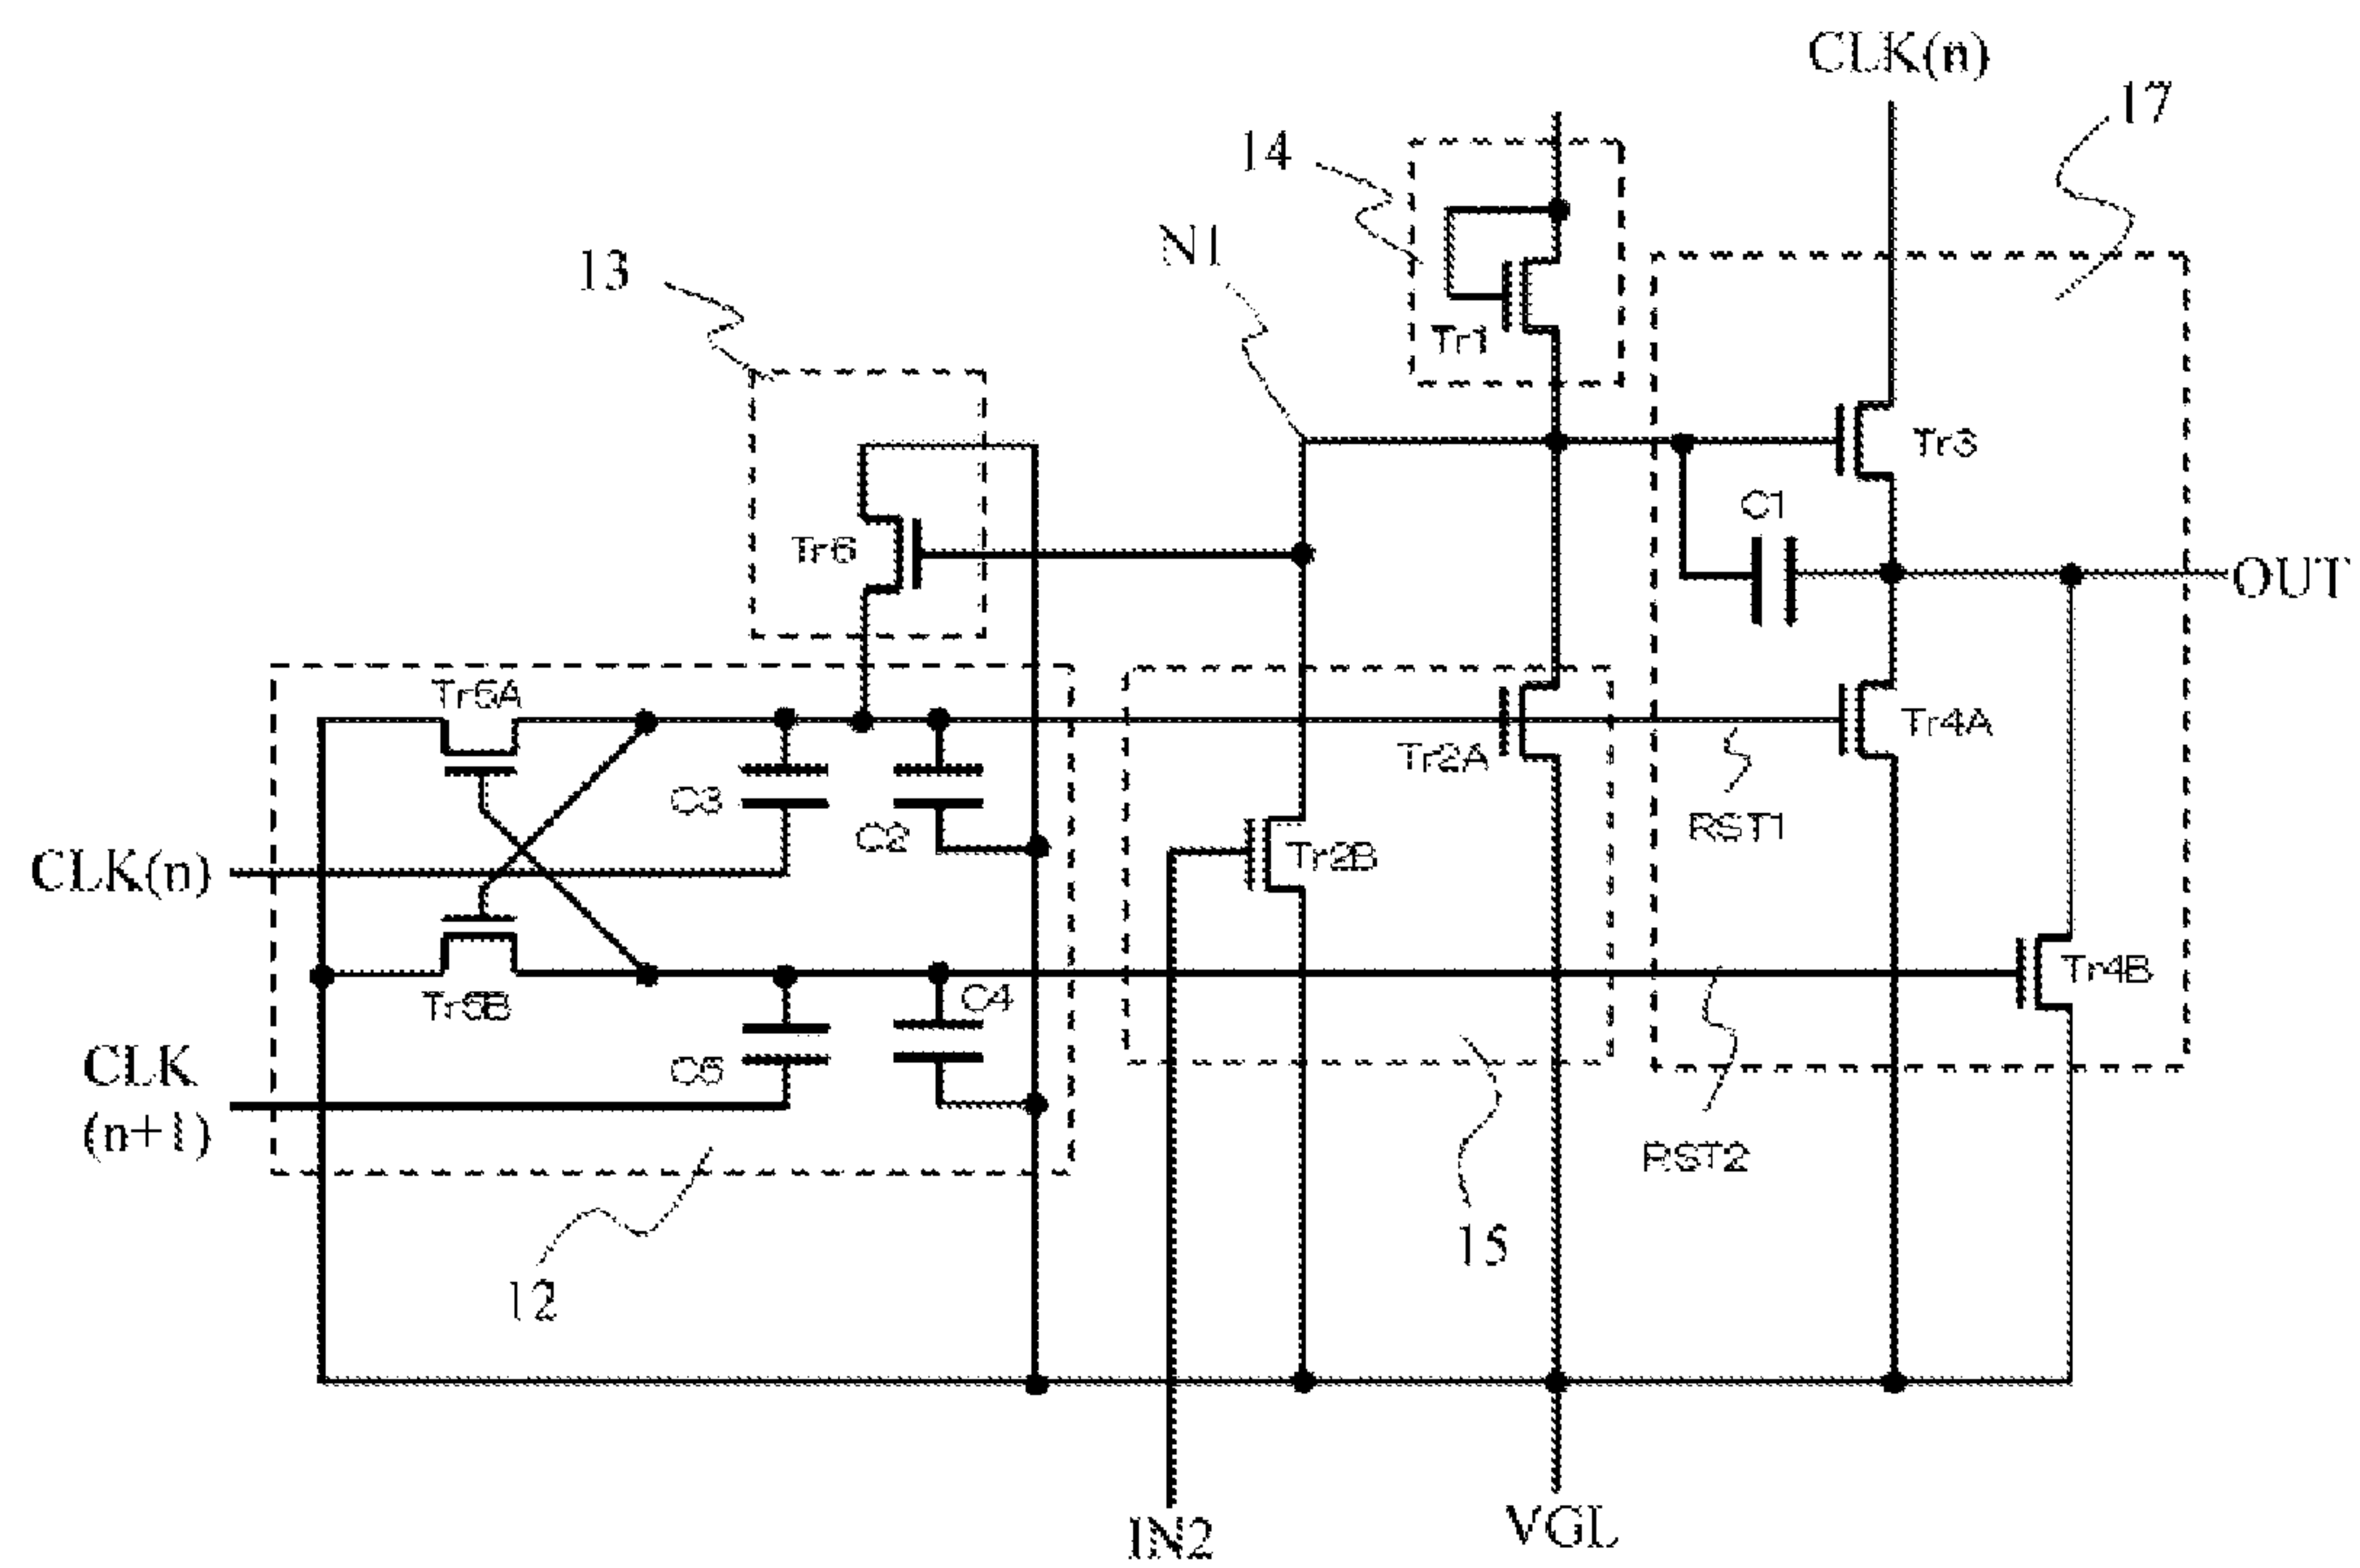 CLK(n)
17
14
N1
13
Tr1
Tr3
C1
Tr6
OUT
Tr5A
Tr4A
Tr2A
C3
C2
RST1
Tr2B
CLK(n)
Tr4B
Tr5B
C4
C5
CLK
(n+1)
RST2
15
12
IN2
VGL